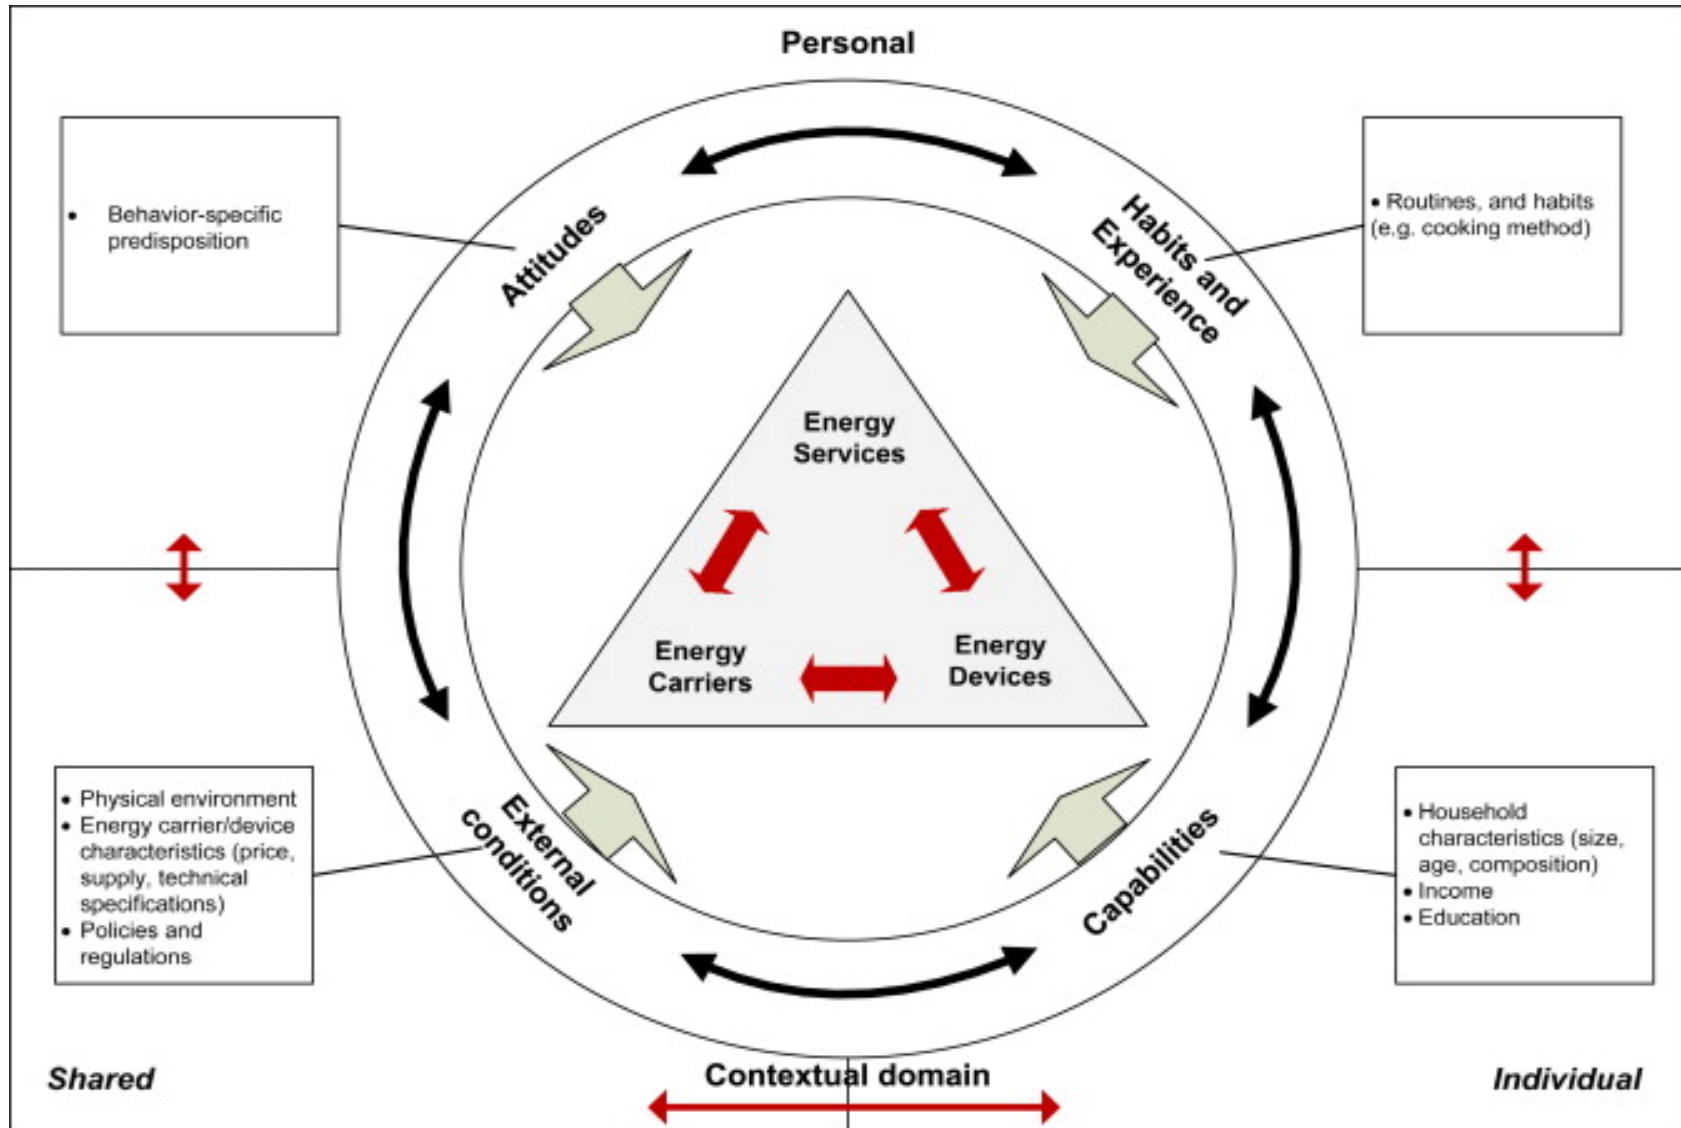 Personal
• Behavior-specific
predisposition
Attitudes
Habits and
Experience
• Routines, and habits
(e.g. cooking method)
Energy
Services
Energy
Carriers
Energy
Devices
• Physical environment
• Energy carrier/device
characteristics (price,
supply, technical
specifications)
• Policies and
regulations
External
conditions
Capabilities
• Household
characteristics (size,
age, composition)
• Income
• Education
Shared
Contextual domain
Individual